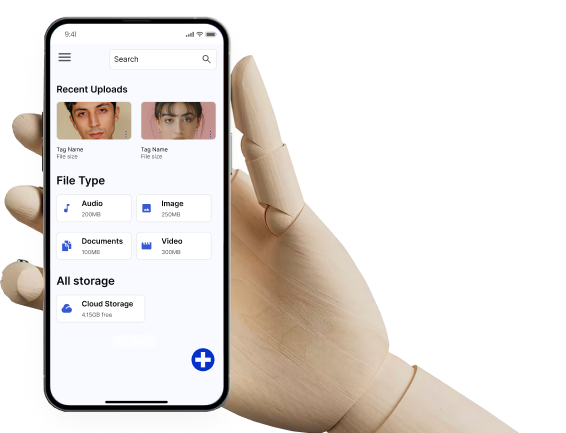 9:41
Search
Recent Uploads
Tag Name
File size
Tag Name
File size
File Type
Audio
200MB
Image
250MB
Documents
100MB
Video
300MB
All storage
Cloud Storage
4,15GB free